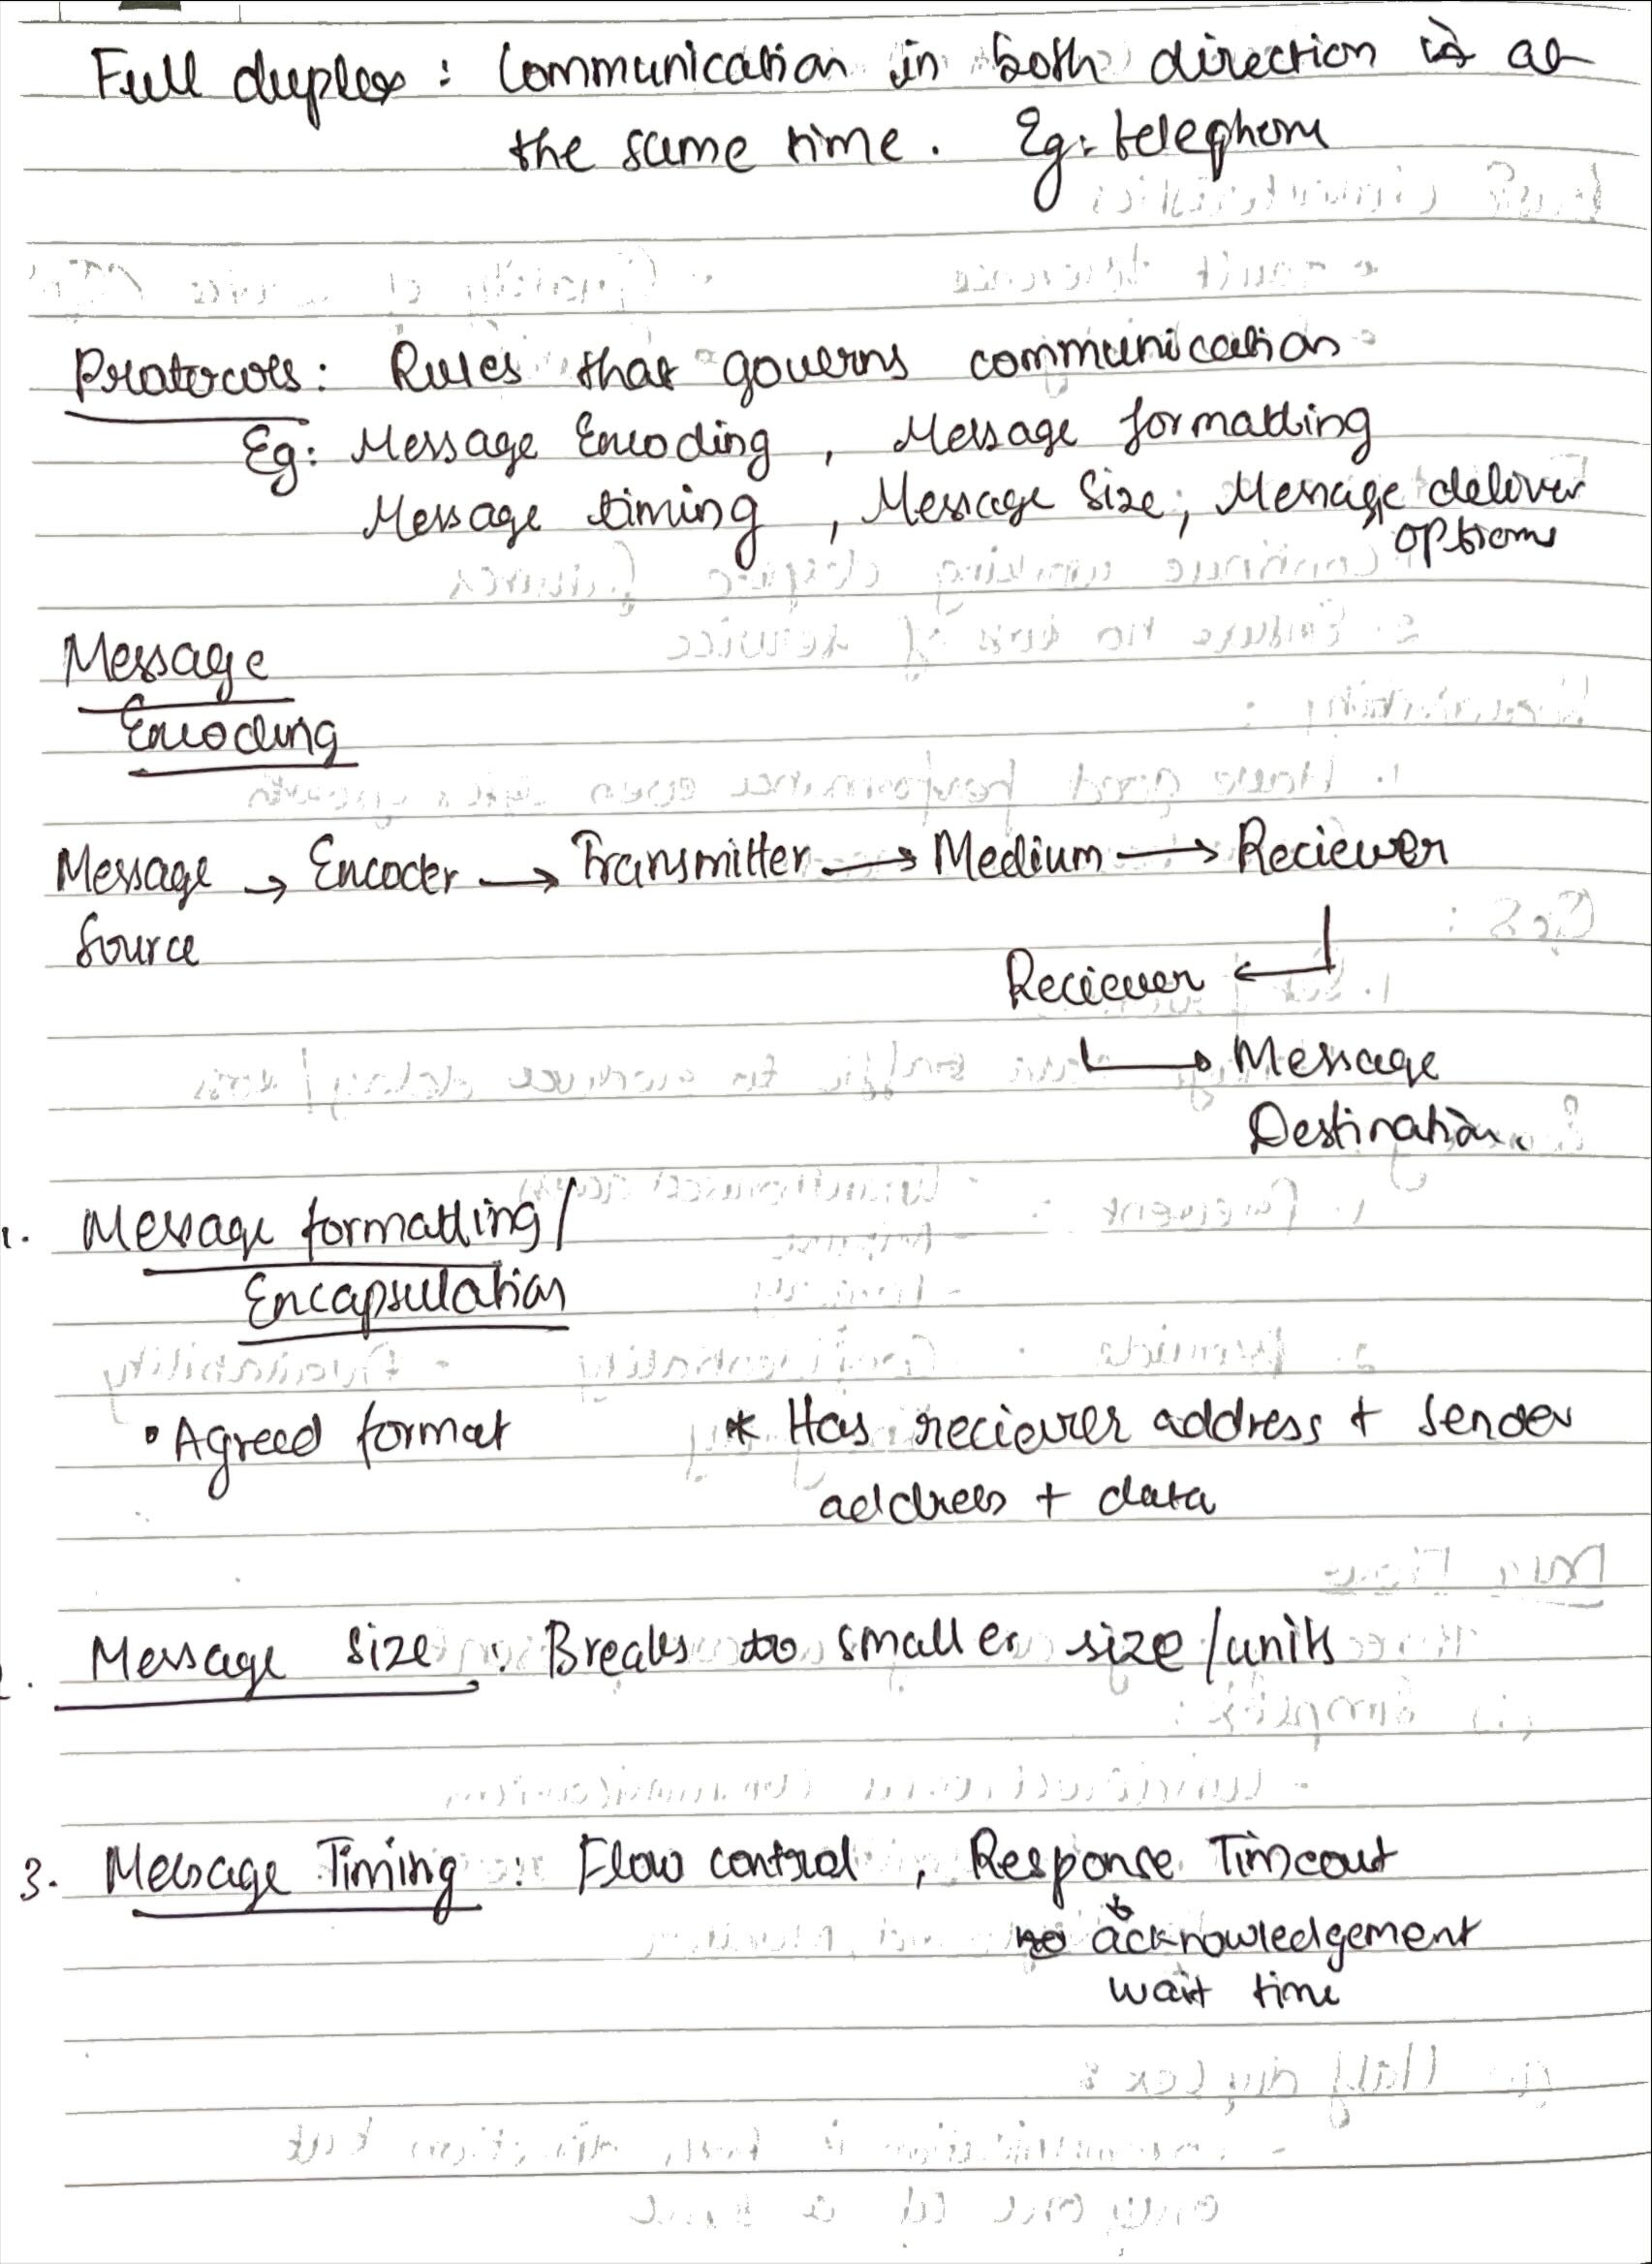 Full duplex : Communication in both direction is at
the same time. Eg: telephone
Protocols: Rules that governs communication
Eg: Message Encoding , Message formatting
Message timing , Message Size, Message deliver
options
Message
Encoding
Message → Encoder → Transmitter → Medium → Reciever
Source
Reciever ←
→ Message
Destination.
1. Message formatting/
Encapsulation
• Agreed format * Has reciever address + Sender
address + data
2. Message size : Breaks to smaller size/units
3. Message Timing : Flow control , Response Timeout
acknowledgement
wait time